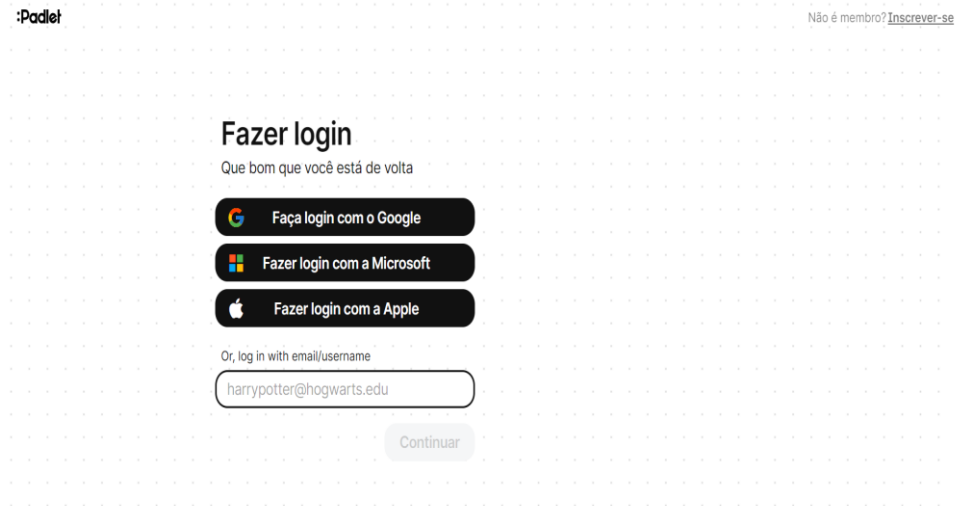 :Padlet
Não é membro? Inscrever-se
Fazer login
Que bom que você está de volta
Faça login com o Google
Fazer login com a Microsoft
Fazer login com a Apple
Or, log in with email/username
harrypotter@hogwarts.edu
Continuar